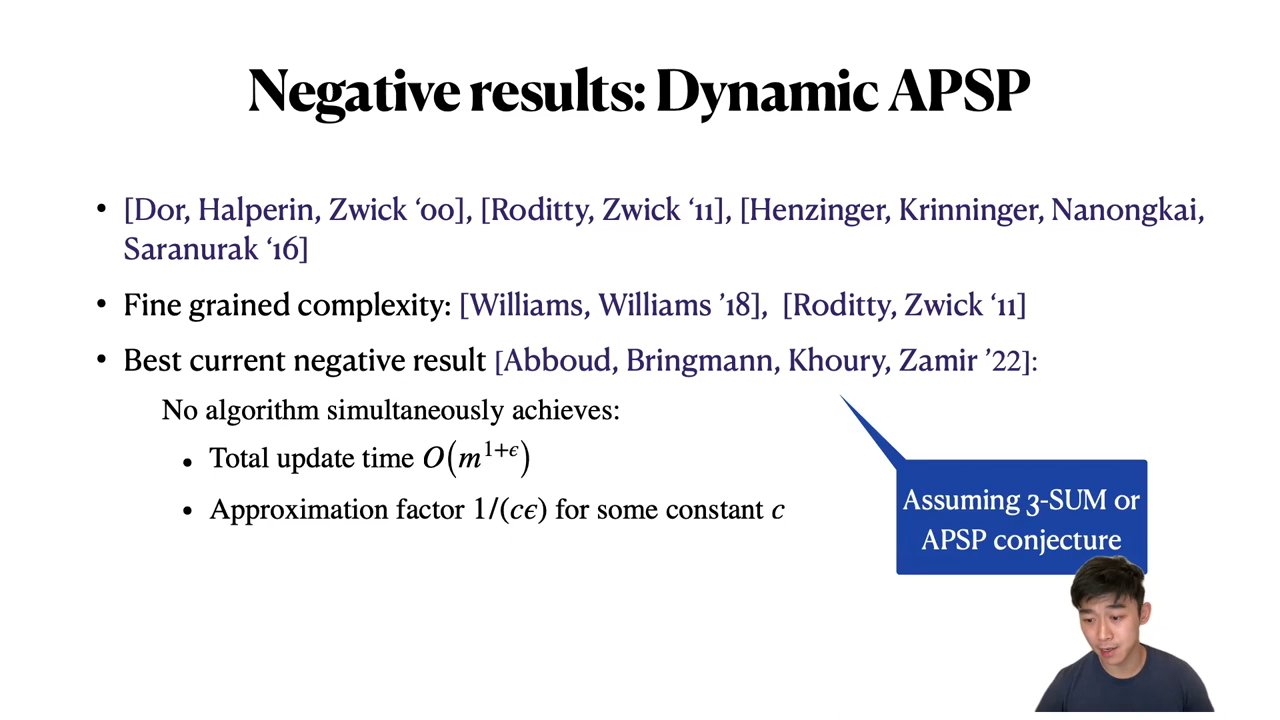 Negative results: Dynamic APSP
• [Dor, Halperin, Zwick ‘00], [Roditty, Zwick ‘11], [Henzinger, Krinninger, Nanongkai,
Saranurak ‘16]
• Fine grained complexity: [Williams, Williams ’18], [Roditty, Zwick ‘11]
• Best current negative result [Abboud, Bringmann, Khoury, Zamir ’22]:
No algorithm simultaneously achieves:
• Total update time O(m^{1+ϵ})
• Approximation factor 1/(cϵ) for some constant c
Assuming 3-SUM or
APSP conjecture